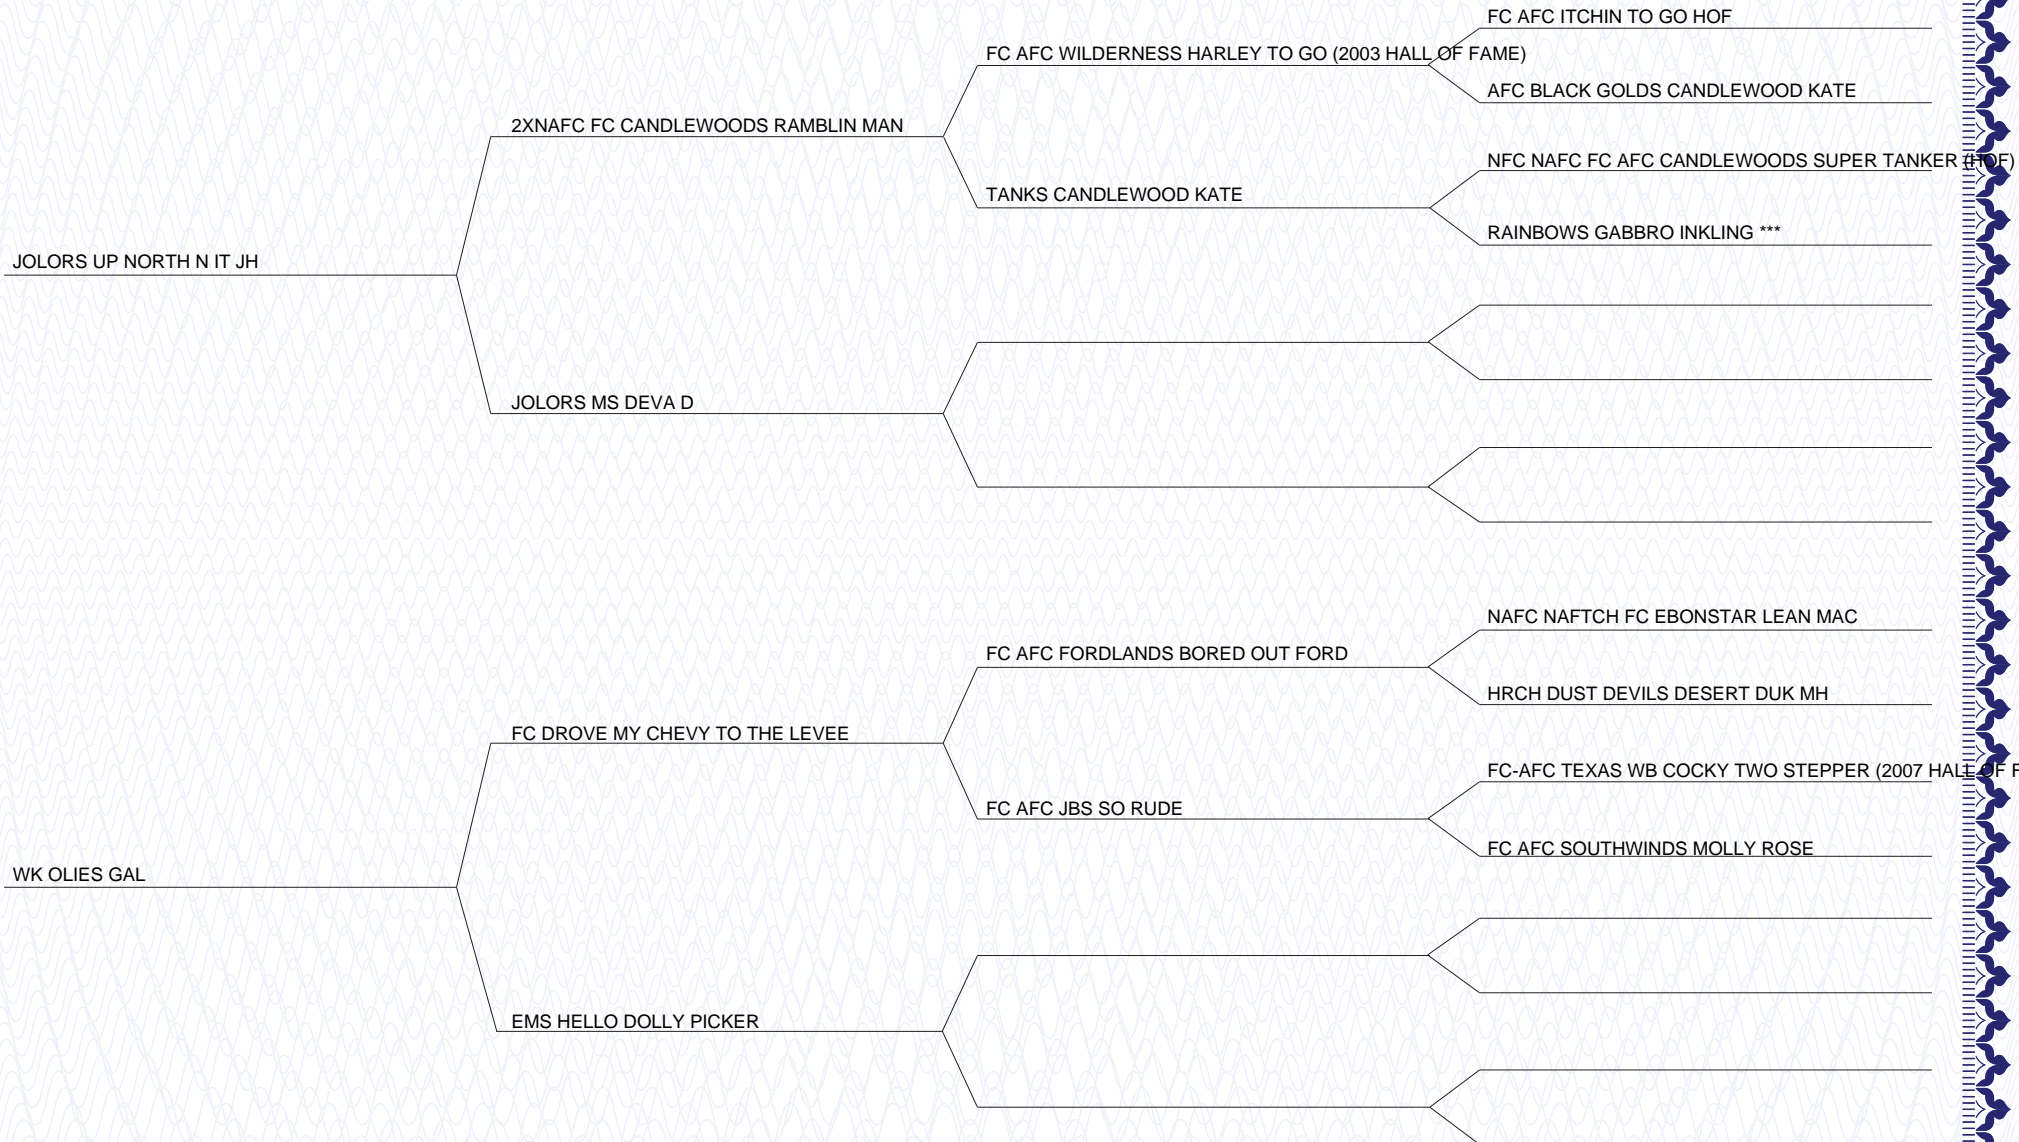 FC AFC ITCHIN TO GO HOF
FC AFC WILDERNESS HARLEY TO GO (2003 HALL OF FAME)
AFC BLACK GOLDS CANDLEWOOD KATE
2XNAFC FC CANDLEWOODS RAMBLIN MAN
NFC NAFC FC AFC CANDLEWOODS SUPER TANKER (HOF)
TANKS CANDLEWOOD KATE
RAINBOWS GABBRO INKLING ***
JOLORS UP NORTH N IT JH
JOLORS MS DEVA D
NAFC NAFTCH FC EBONSTAR LEAN MAC
FC AFC FORDLANDS BORED OUT FORD
HRCH DUST DEVILS DESERT DUK MH
FC DROVE MY CHEVY TO THE LEVEE
FC-AFC TEXAS WB COCKY TWO STEPPER (2007 HALL OF
FC AFC JBS SO RUDE
FC AFC SOUTHWINDS MOLLY ROSE
WK OLIES GAL
EMS HELLO DOLLY PICKER